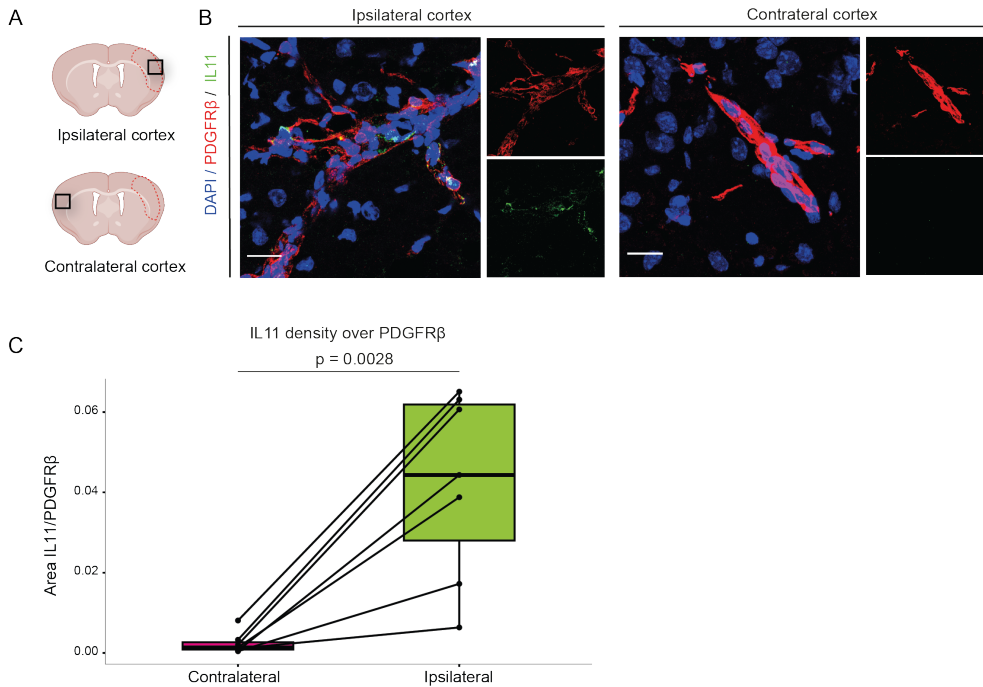 A
Ipsilateral cortex
Contralateral cortex
B
Ipsilateral cortex
Contrateral cortex
DAPI / PDGFRβ / IL11
C
IL11 density over PDGFRβ
p = 0.0028
Area IL11/PDGFRβ
0.06
0.04
0.02
0.00
Contralateral
Ipsilateral